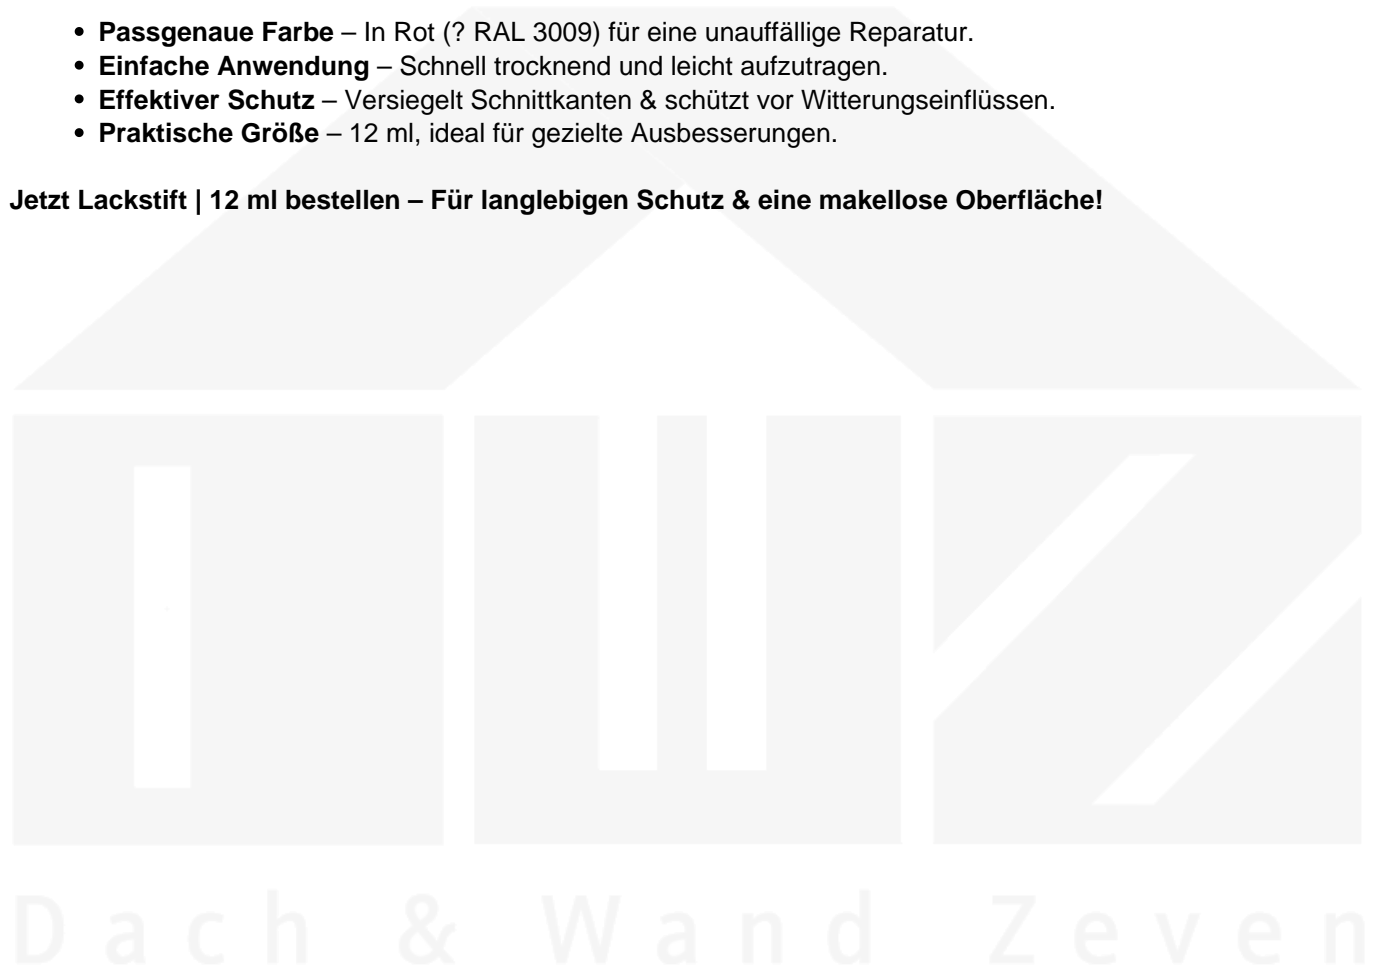 • Passgenaue Farbe – In Rot (? RAL 3009) für eine unauffällige Reparatur.
• Einfache Anwendung – Schnell trocknend und leicht aufzutragen.
• Effektiver Schutz – Versiegelt Schnittkanten & schützt vor Witterungseinflüssen.
• Praktische Größe – 12 ml, ideal für gezielte Ausbesserungen.
Jetzt Lackstift | 12 ml bestellen – Für langlebigen Schutz & eine makellose Oberfläche!
Dach & Wand Zeven